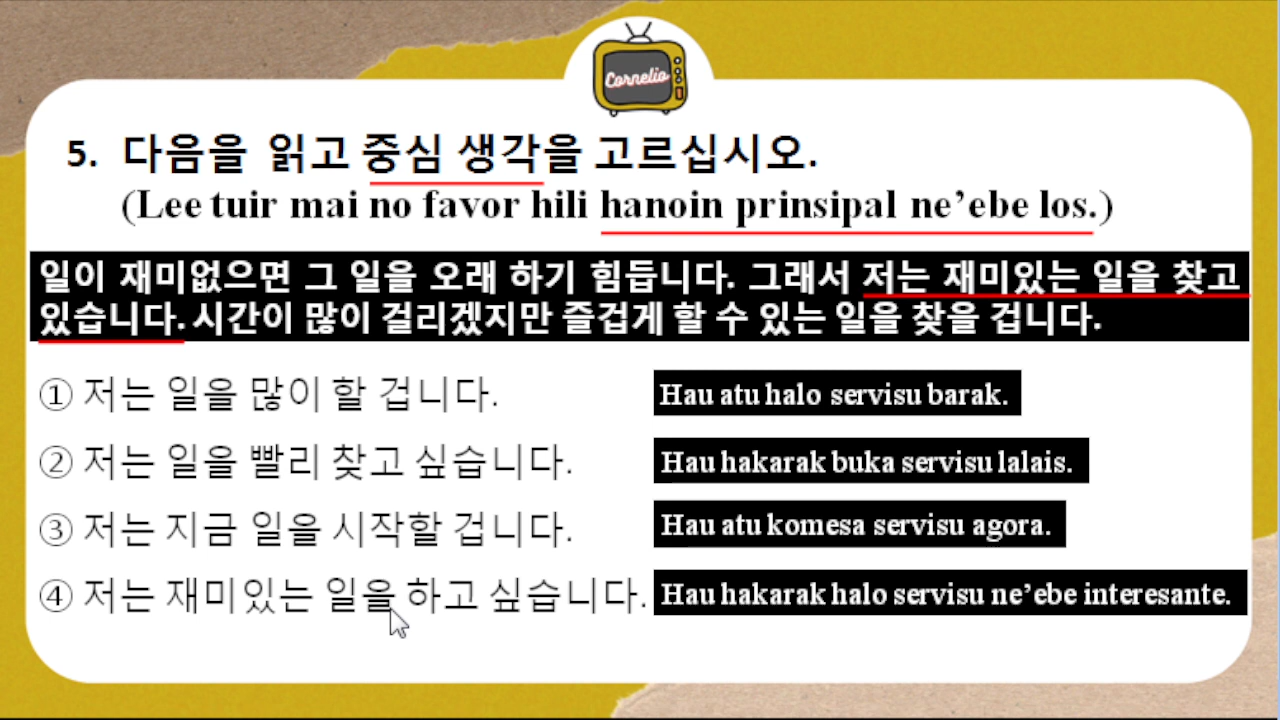 Cornelio
5. 다음을 읽고 중심 생각을 고르십시오.
(Lee tuir mai no favor hili hanoin prinsipal ne’ebe los.)
일이 재미없으면 그 일을 오래 하기 힘듭니다. 그래서 저는 재미있는 일을 찾고
있습니다. 시간이 많이 걸리겠지만 즐겁게 할 수 있는 일을 찾을 겁니다.
① 저는 일을 많이 할 겁니다. Hau atu halo servisu barak.
② 저는 일을 빨리 찾고 싶습니다. Hau hakarak buka servisu lalais.
③ 저는 지금 일을 시작할 겁니다. Hau atu komesa servisu agora.
④ 저는 재미있는 일을 하고 싶습니다. Hau hakarak halo servisu ne’ebe interesante.